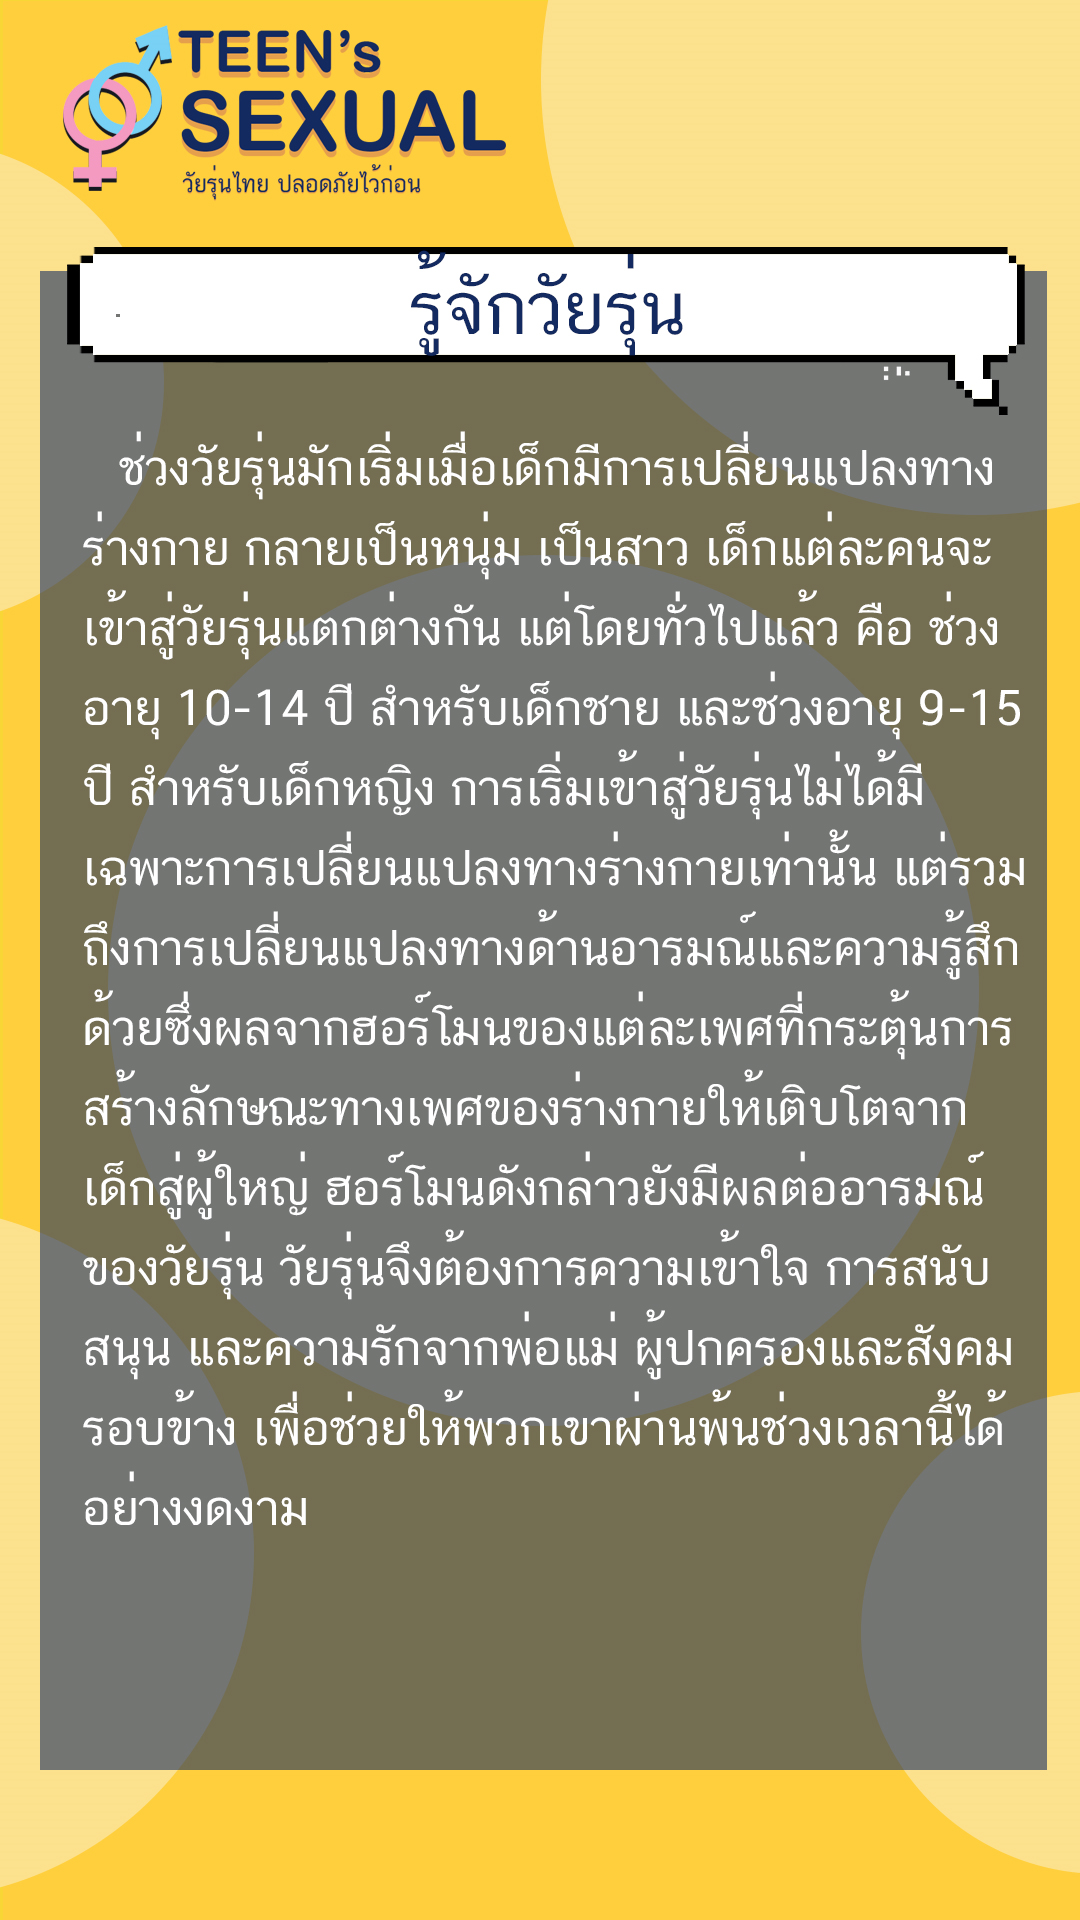 TEEN's
SEXUAL
วัยรุ่นไทย ปลอดภัยไว้ก่อน
รู้จักวัยรุ่น
ช่วงวัยรุ่นมักเริ่มเมื่อเด็กมีการเปลี่ยนแปลงทาง
ร่างกาย กลายเป็นหนุ่ม เป็นสาว เด็กแต่ละคนจะ
เข้าสู่วัยรุ่นแตกต่างกัน แต่โดยทั่วไปแล้ว คือ ช่วง
อายุ 10-14 ปี สำหรับเด็กชาย และช่วงอายุ 9-15
ปี สำหรับเด็กหญิง การเริ่มเข้าสู่วัยรุ่นไม่ได้มี
เฉพาะการเปลี่ยนแปลงทางร่างกายเท่านั้น แต่รวม
ถึงการเปลี่ยนแปลงทางด้านอารมณ์และความรู้สึก
ด้วยซึ่งผลจากฮอร์โมนของแต่ละเพศที่กระตุ้นการ
สร้างลักษณะทางเพศของร่างกายให้เติบโตจาก
เด็กสู่ผู้ใหญ่ ฮอร์โมนดังกล่าวยังมีผลต่ออารมณ์
ของวัยรุ่น วัยรุ่นจึงต้องการความเข้าใจ การสนับ
สนุน และความรักจากพ่อแม่ ผู้ปกครองและสังคม
รอบข้าง เพื่อช่วยให้พวกเขาผ่านพ้นช่วงเวลานี้ได้
อย่างงดงาม